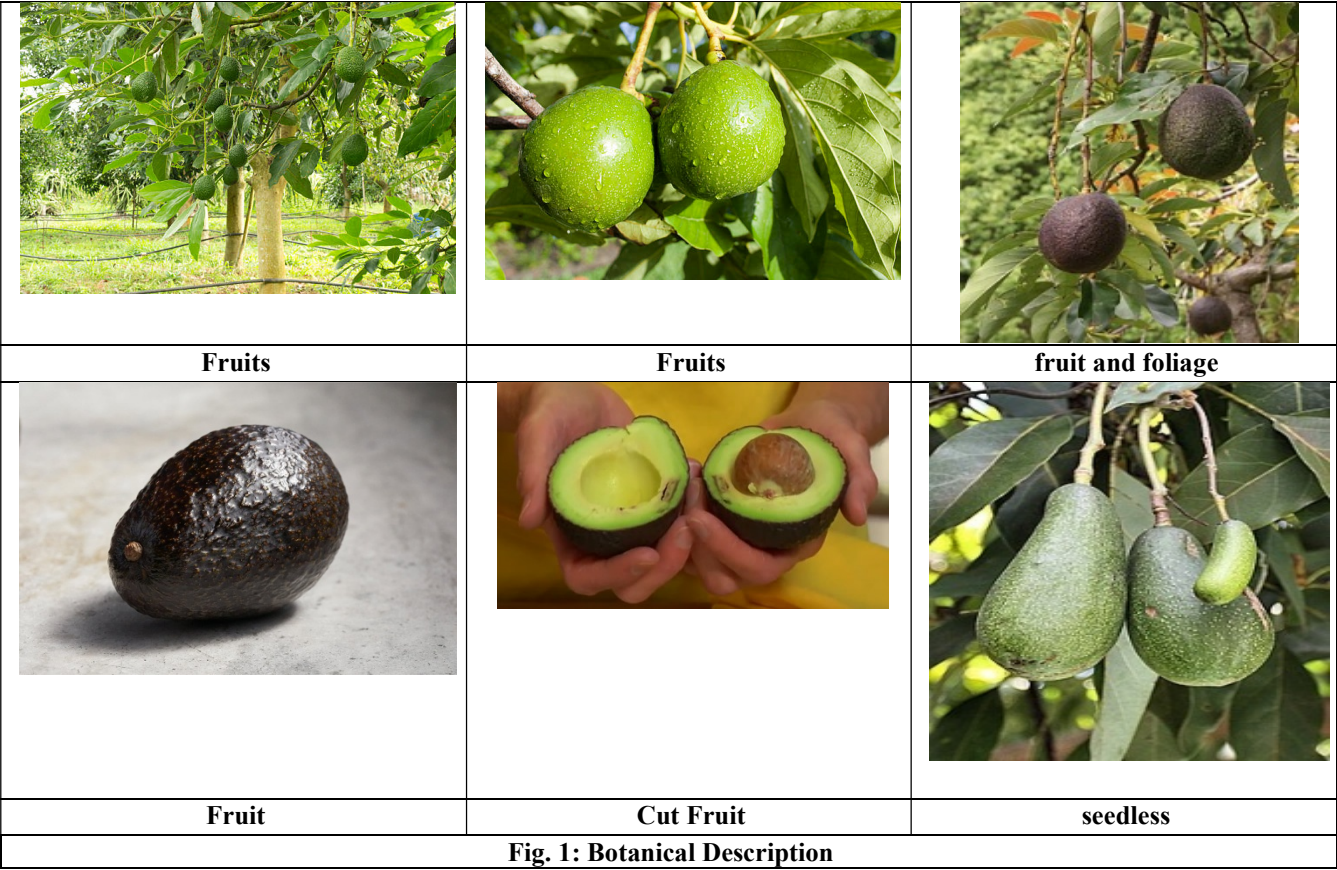 Fruits
Fruits
fruit and foliage
Fruit
Cut Fruit
seedless
Fig. 1: Botanical Description